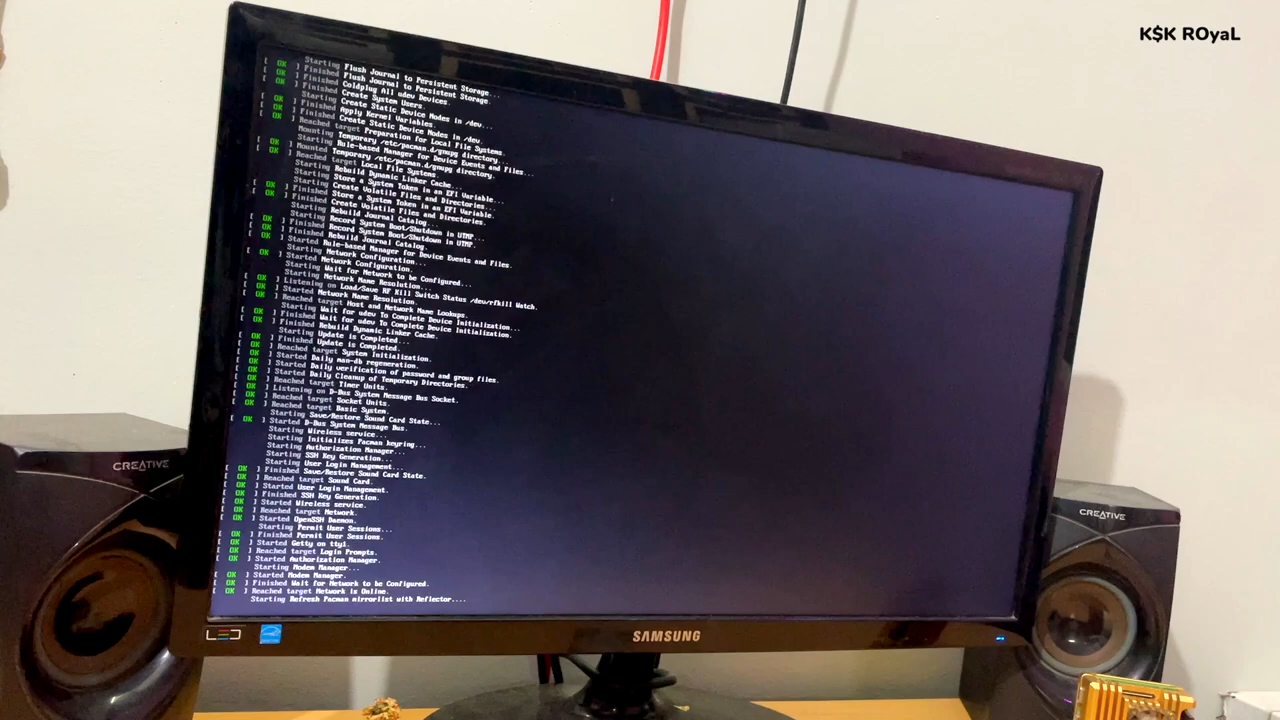 K$K ROyaL
Starting Flush Journal to Persistent Storage...
[ OK ] Finished Flush Journal to Persistent Storage.
[ OK ] Finished Coldplug All udev Devices.
Starting Create System Users.
Starting Create Static Device Nodes in /dev...
[ OK ] Finished Apply Kernel Variables.
[ OK ] Finished Create Static Device Nodes in /dev.
[ OK ] Reached target Preparation for Local File Systems.
Mounting Temporary /etc/pacman.d/gnupg directory...
Starting Rule-based Manager for Device Events and Files...
[ OK ] Mounted Temporary /etc/pacman.d/gnupg directory.
[ OK ] Reached target Local File Systems.
Starting Rebuild Dynamic Linker Cache...
Starting Store a System Token in an EFI Variable...
Starting Create Volatile Files and Directories...
[ OK ] Finished Store a System Token in an EFI Variable.
[ OK ] Finished Create Volatile Files and Directories.
Starting Rebuild Journal Catalog...
Starting Record System Boot/Shutdown in UTMP...
[ OK ] Finished Record System Boot/Shutdown in UTMP.
[ OK ] Finished Rebuild Journal Catalog.
[ OK ] Started Rule-based Manager for Device Events and Files.
Starting Network Configuration...
[ OK ] Started Network Configuration.
Starting Wait for Network to be Configured...
Starting Network Name Resolution...
[ OK ] Listening on Load/Save RF Kill Switch Status /dev/rfkill Watch.
[ OK ] Started Network Name Resolution.
[ OK ] Reached target Host and Network Name Lookups.
Starting Wait for udev To Complete Device Initialization...
[ OK ] Finished Wait for udev To Complete Device Initialization.
[ OK ] Finished Rebuild Dynamic Linker Cache.
Starting Update is Completed...
[ OK ] Finished Update is Completed.
[ OK ] Reached target System Initialization.
[ OK ] Started Daily man-db regeneration.
[ OK ] Started Daily verification of password and group files.
[ OK ] Started Daily Cleanup of Temporary Directories.
[ OK ] Reached target Timer Units.
[ OK ] Listening on D-Bus System Message Bus Socket.
[ OK ] Reached target Socket Units.
[ OK ] Reached target Basic System.
Starting Save/Restore Sound Card State...
[ OK ] Started D-Bus System Message Bus.
Starting Wireless service...
Starting Initializes Pacman keyring...
Starting Authorization Manager...
Starting SSH Key Generation...
Starting User Login Management...
[ OK ] Finished Save/Restore Sound Card State.
[ OK ] Reached target Sound Card.
[ OK ] Started User Login Management.
[ OK ] Finished SSH Key Generation.
[ OK ] Started Wireless service.
[ OK ] Reached target Network.
[ OK ] Started OpenSSH Daemon.
Starting Permit User Sessions...
[ OK ] Finished Permit User Sessions.
[ OK ] Started Getty on tty1.
[ OK ] Reached target Login Prompts.
[ OK ] Started Authorization Manager.
Starting Modem Manager...
[ OK ] Started Modem Manager.
[ OK ] Finished Wait for Network to be Configured.
[ OK ] Reached target Network is Online.
Starting Refresh Pacman mirrorlist with Reflector....
CREATIVE
CREATIVE
LED
SAMSUNG